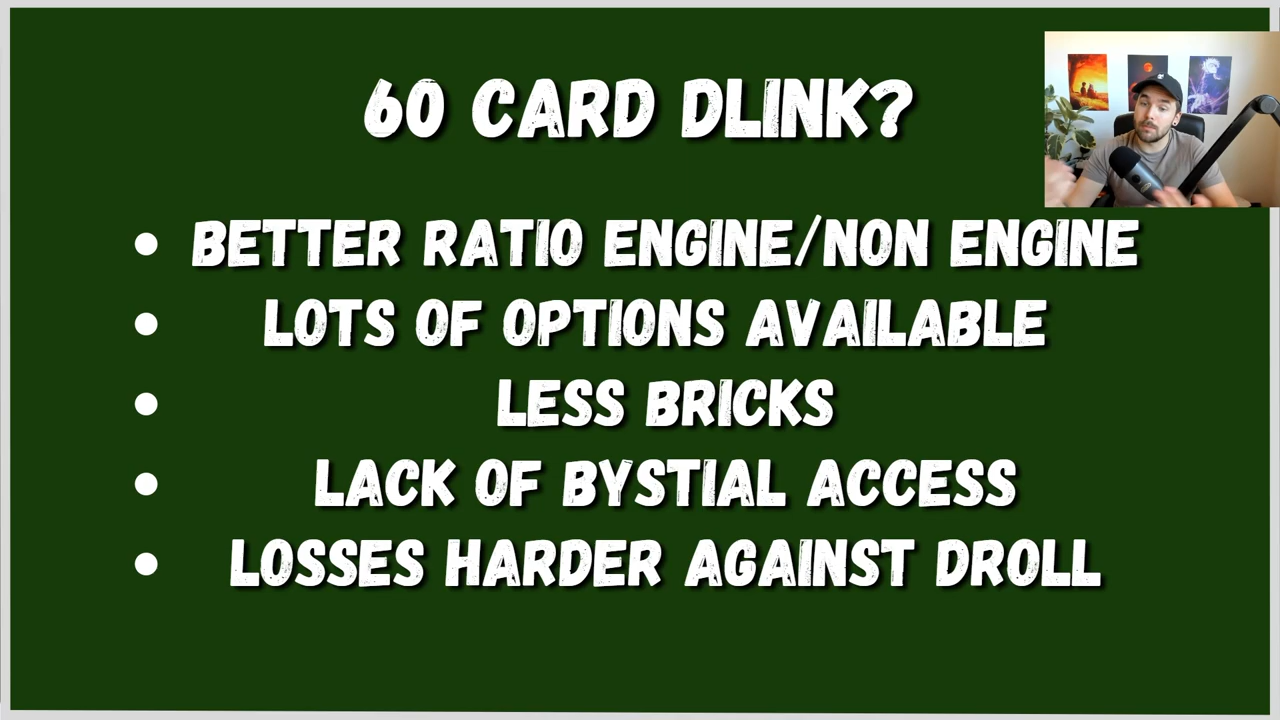 60 CARD DLINK?
• BETTER RATIO ENGINE/NON ENGINE
• LOTS OF OPTIONS AVAILABLE
• LESS BRICKS
• LACK OF BYSTIAL ACCESS
• LOSSES HARDER AGAINST DROLL